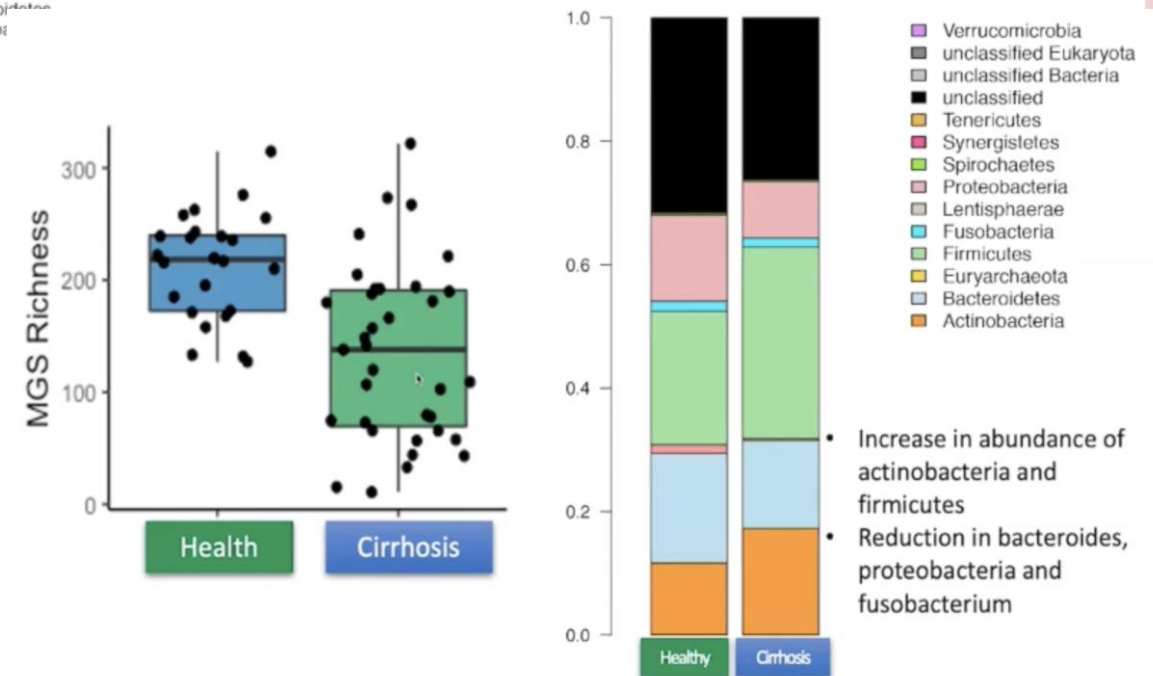 MGS Richness
300
200
100
0
Health
Cirrhosis
1.0
0.8
0.6
0.4
0.2
0.0
Healthy
Cirrhosis
Verrucomicrobia
unclassified Eukaryota
unclassified Bacteria
unclassified
Tenericutes
Synergistetes
Spirochaetes
Proteobacteria
Lentisphaerae
Fusobacteria
Firmicutes
Euryarchaeota
Bacteroidetes
Actinobacteria
• Increase in abundance of
actinobacteria and
firmicutes
• Reduction in bacteroides,
proteobacteria and
fusobacterium